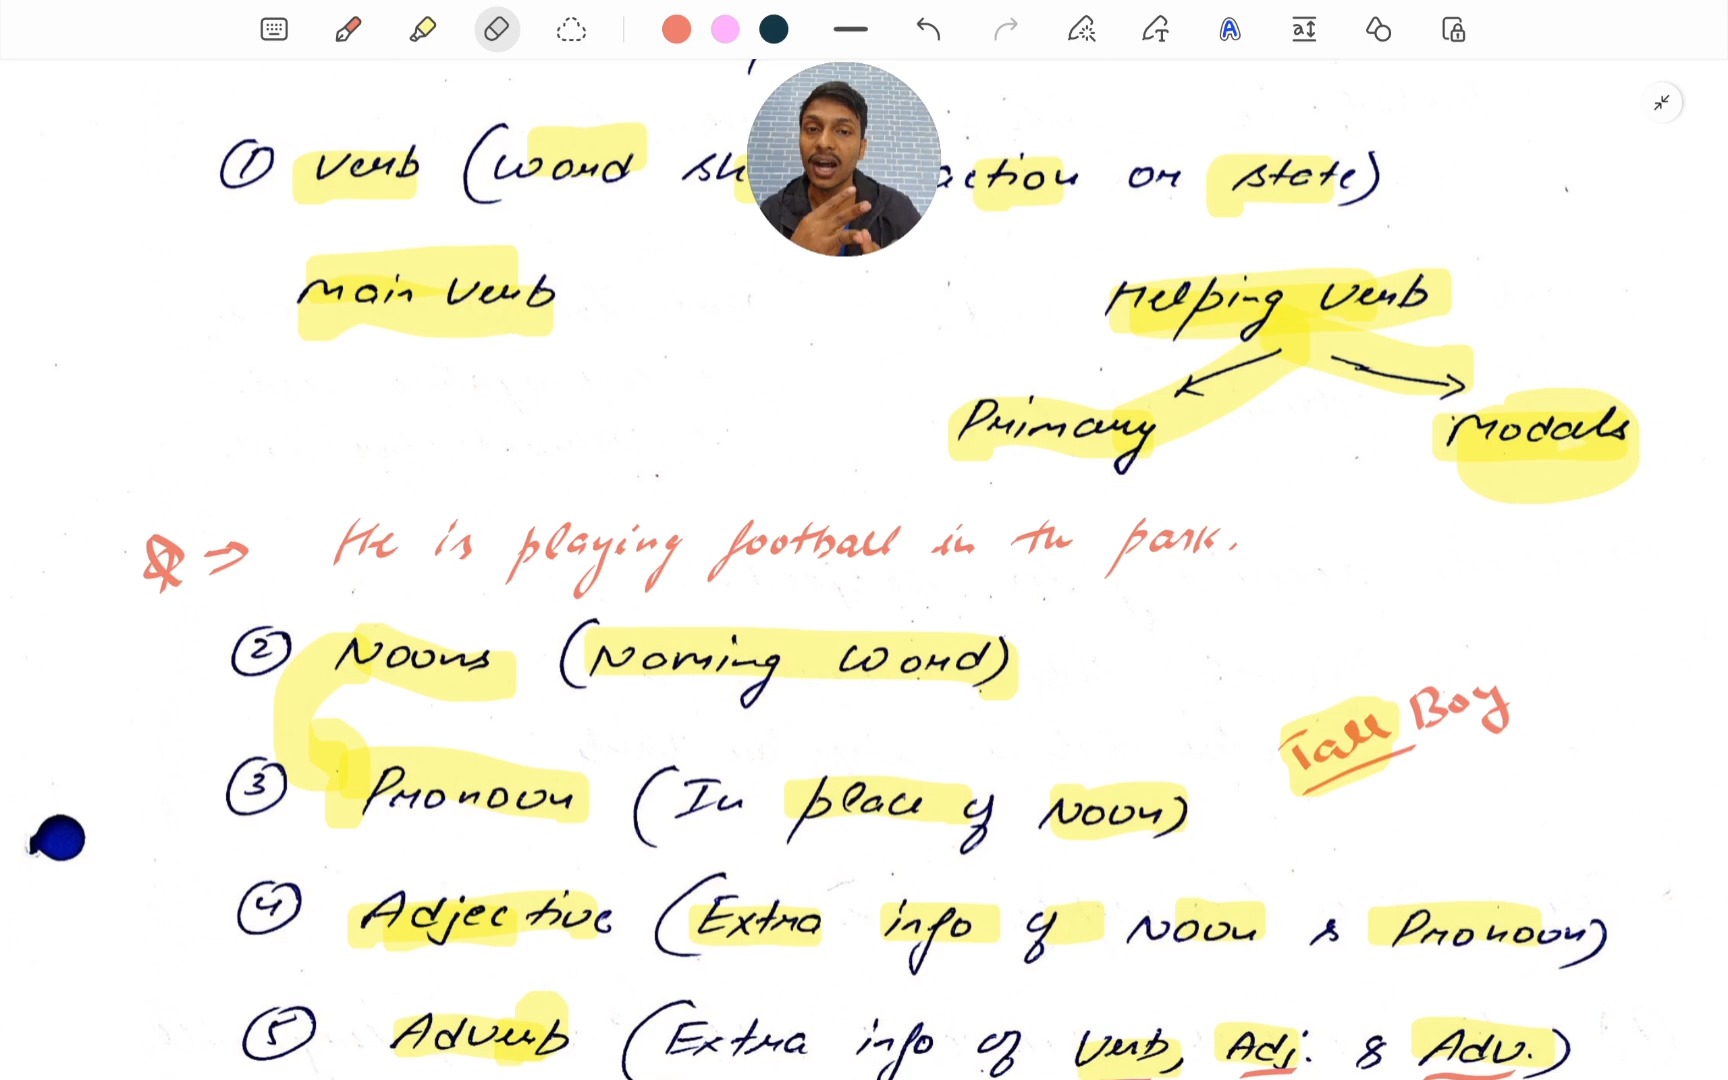 ① Verb (Word action or state)
Main Verb Helping Verb
Primary Modals
Q → He is playing football in the park.
② Nouns (Naming Word)
Tall Boy
③ Pronoun (In place of Noun)
④ Adjective (Extra info of Noun & Pronoun)
⑤ Adverb (Extra info of Verb, Adj. & Adv.)